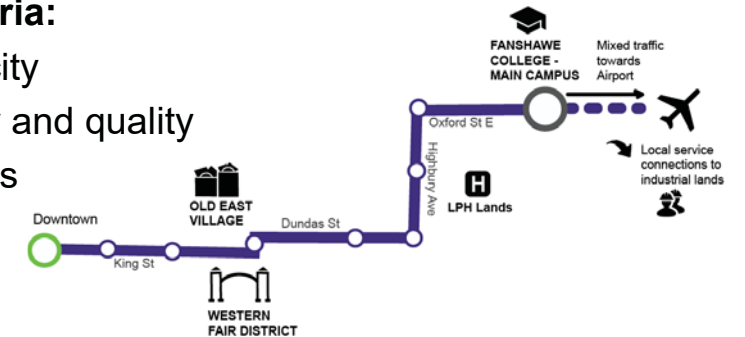 ria:
city
y and quality
s
FANSHAWE
COLLEGE -
MAIN CAMPUS
Mixed traffic
towards
Airport
Oxford St E
Local service
connections to
industrial lands
Highbury Ave
H
LPH Lands
OLD EAST
VILLAGE
Downtown
Dundas St
King St
WESTERN
FAIR DISTRICT